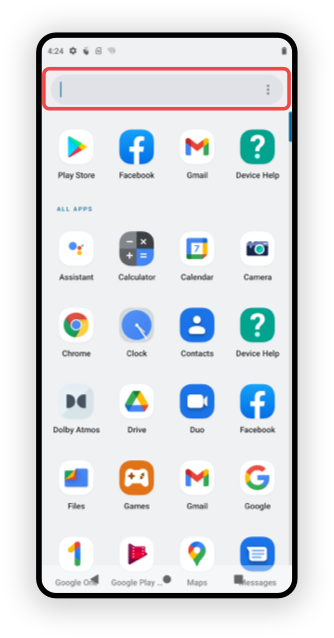 4:24
Play Store Facebook Gmail Device Help
ALL APPS
7
Assistant Calculator Calendar Camera
Chrome Clock Contacts Device Help
Dolby Atmos Drive Duo Facebook
Files Games Gmail Google
Google One Google Play ... Maps Messages